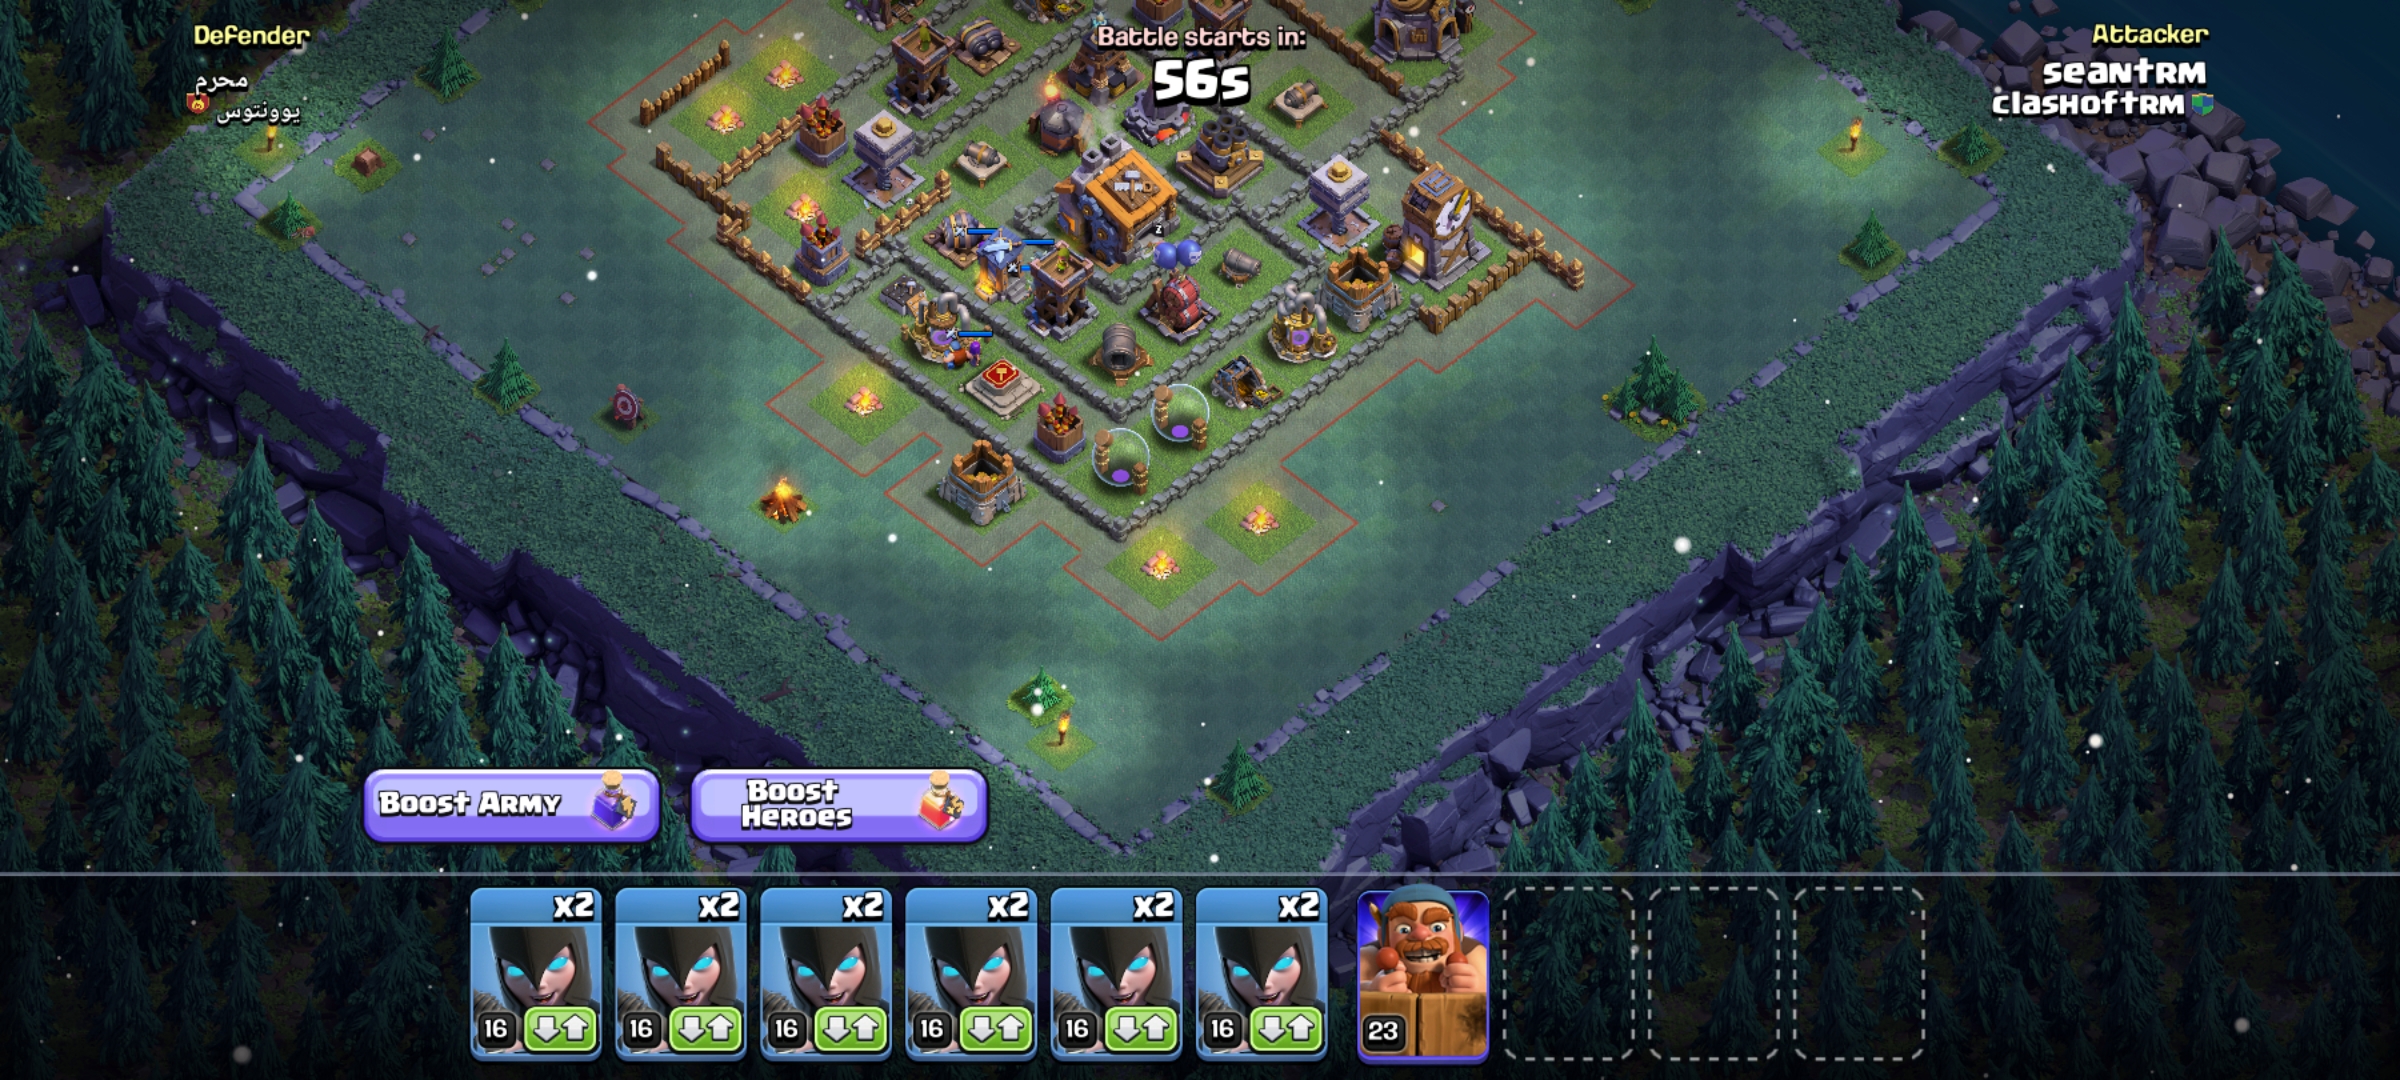 Defender
محرم
يوونتوس
Battle starts in:
56s
Attacker
seantRM
clashoftRM
Boost Army
Boost
Heroes
x2
x2
x2
x2
x2
x2
16
16
16
16
16
16
23